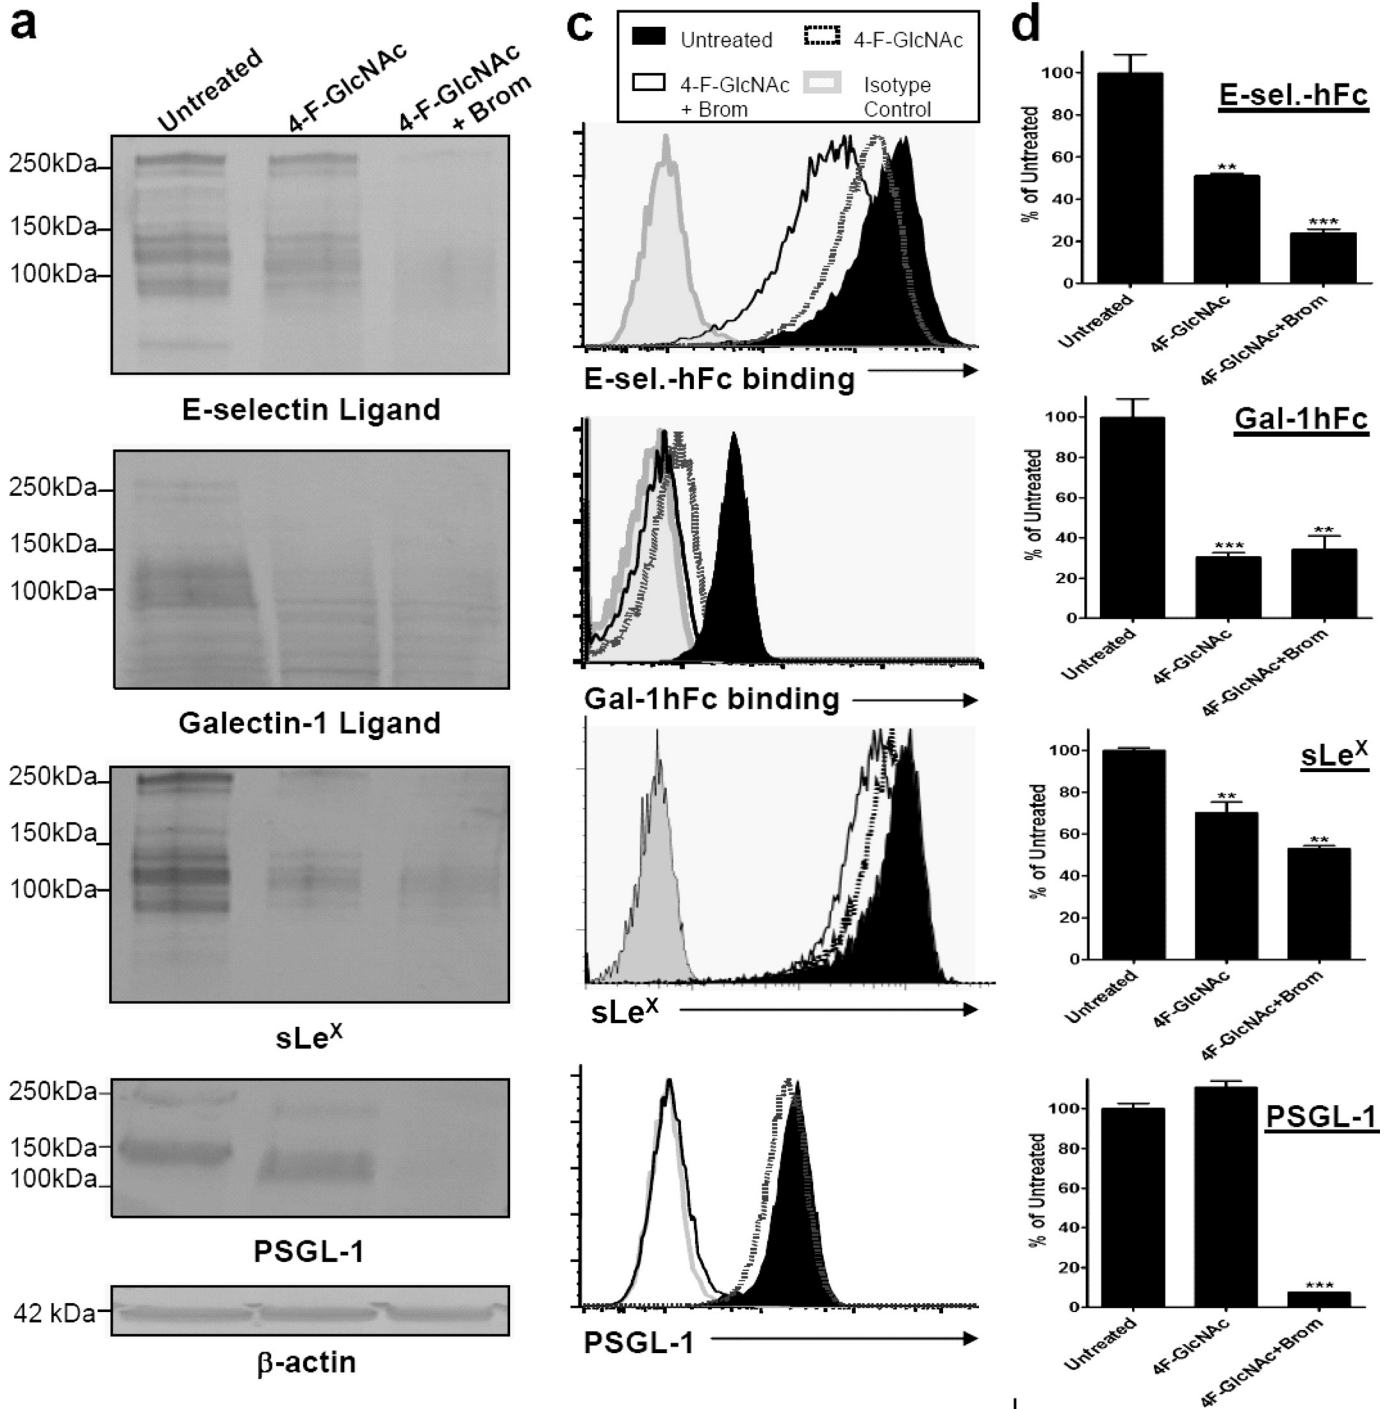 a
Untreated
4-F-GlcNAc
4-F-GlcNAc
+ Brom
250kDa
150kDa
100kDa
E-selectin Ligand
250kDa
150kDa
100kDa
Galectin-1 Ligand
250kDa
150kDa
100kDa
sLeX
250kDa
150kDa
100kDa
PSGL-1
42 kDa
β-actin
c
Untreated
4-F-GlcNAc
4-F-GlcNAc
+ Brom
Isotype
Control
E-sel.-hFc binding
Gal-1hFc binding
sLeX
PSGL-1
d
E-sel.-hFc
% of Untreated
100
80
60
40
20
0
**
***
Untreated
4F-GlcNAc
4F-GlcNAc+Brom
Gal-1hFc
% of Untreated
100
80
60
40
20
0
***
**
Untreated
4F-GlcNAc
4F-GlcNAc+Brom
sLeX
% of Untreated
100
80
60
40
20
0
**
**
Untreated
4F-GlcNAc
4F-GlcNAc+Brom
PSGL-1
% of Untreated
100
80
60
40
20
0
***
Untreated
4F-GlcNAc
4F-GlcNAc+Brom